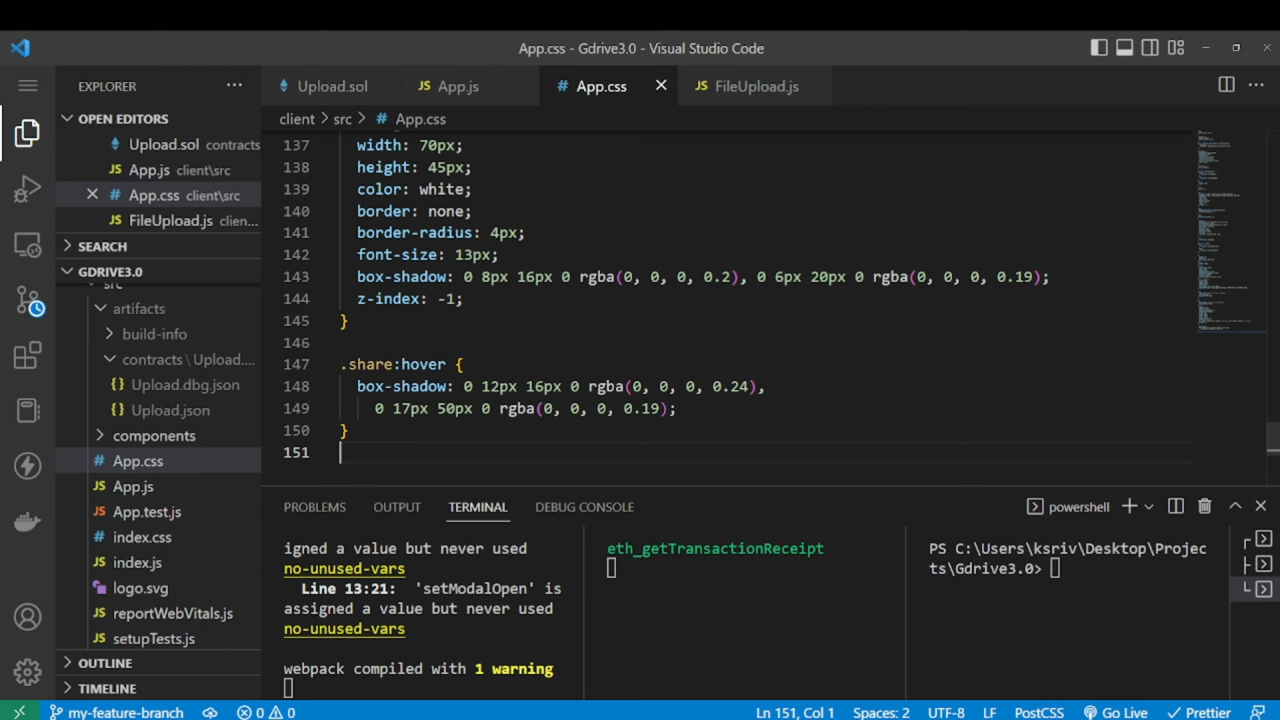 App.css - Gdrive3.0 - Visual Studio Code
EXPLORER
OPEN EDITORS
Upload.sol contracts
App.js client\src
App.css client\src
FileUpload.js clien...
SEARCH
GDRIVE3.0
artifacts
build-info
contracts \ Upload....
Upload.dbg.json
Upload.json
components
App.css
App.js
App.test.js
index.css
index.js
logo.svg
reportWebVitals.js
setupTests.js
OUTLINE
TIMELINE
Upload.sol App.js App.css FileUpload.js
client > src > App.css
137 width: 70px;
138 height: 45px;
139 color: white;
140 border: none;
141 border-radius: 4px;
142 font-size: 13px;
143 box-shadow: 0 8px 16px 0 rgba(0, 0, 0, 0.2), 0 6px 20px 0 rgba(0, 0, 0, 0.19);
144 z-index: -1;
145 }
146
147 .share:hover {
148 box-shadow: 0 12px 16px 0 rgba(0, 0, 0, 0.24),
149 0 17px 50px 0 rgba(0, 0, 0, 0.19);
150 }
151
PROBLEMS OUTPUT TERMINAL DEBUG CONSOLE powershell
igned a value but never used
no-unused-vars
Line 13:21: 'setModalOpen' is
assigned a value but never used
no-unused-vars
webpack compiled with 1 warning
eth_getTransactionReceipt
PS C:\Users\ksriv\Desktop\Projec
ts\Gdrive3.0>
my-feature-branch 0 0 Ln 151, Col 1 Spaces: 2 UTF-8 LF PostCSS Go Live Prettier